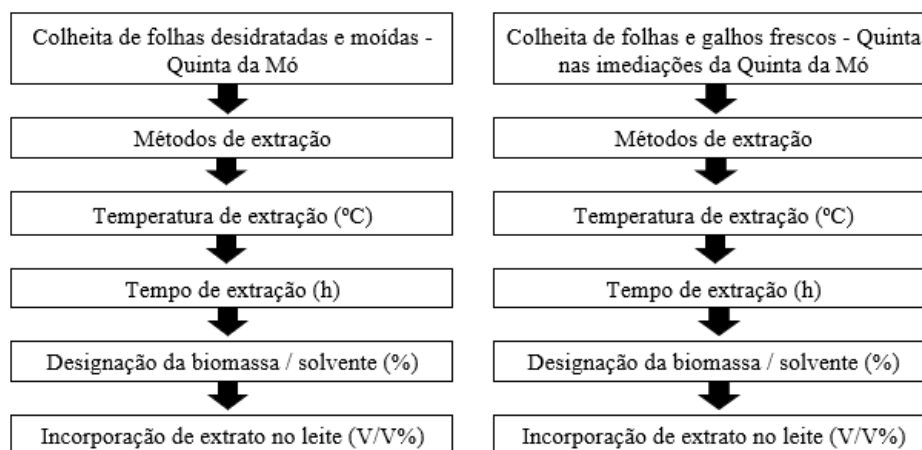 Colheita de folhas desidratadas e moídas -
Quinta da Mó
Métodos de extração
Temperatura de extração (ºC)
Tempo de extração (h)
Designação da biomassa / solvente (%)
Incorporação de extrato no leite (V/V%)
Colheita de folhas e galhos frescos - Quinta
nas imediações da Quinta da Mó
Métodos de extração
Temperatura de extração (ºC)
Tempo de extração (h)
Designação da biomassa / solvente (%)
Incorporação de extrato no leite (V/V%)